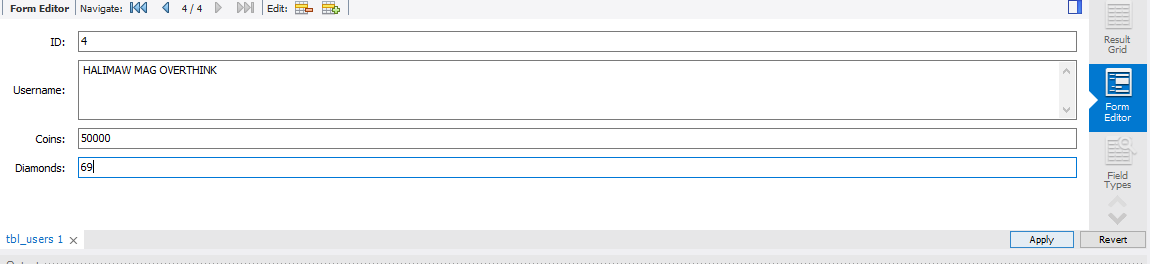 Form Editor Navigate: 4 / 4 Edit:
ID: 4
Username: HALIMAW MAG OVERTHINK
Coins: 50000
Diamonds: 69
Result
Grid
Form
Editor
Field
Types
tbl_users 1
Apply Revert